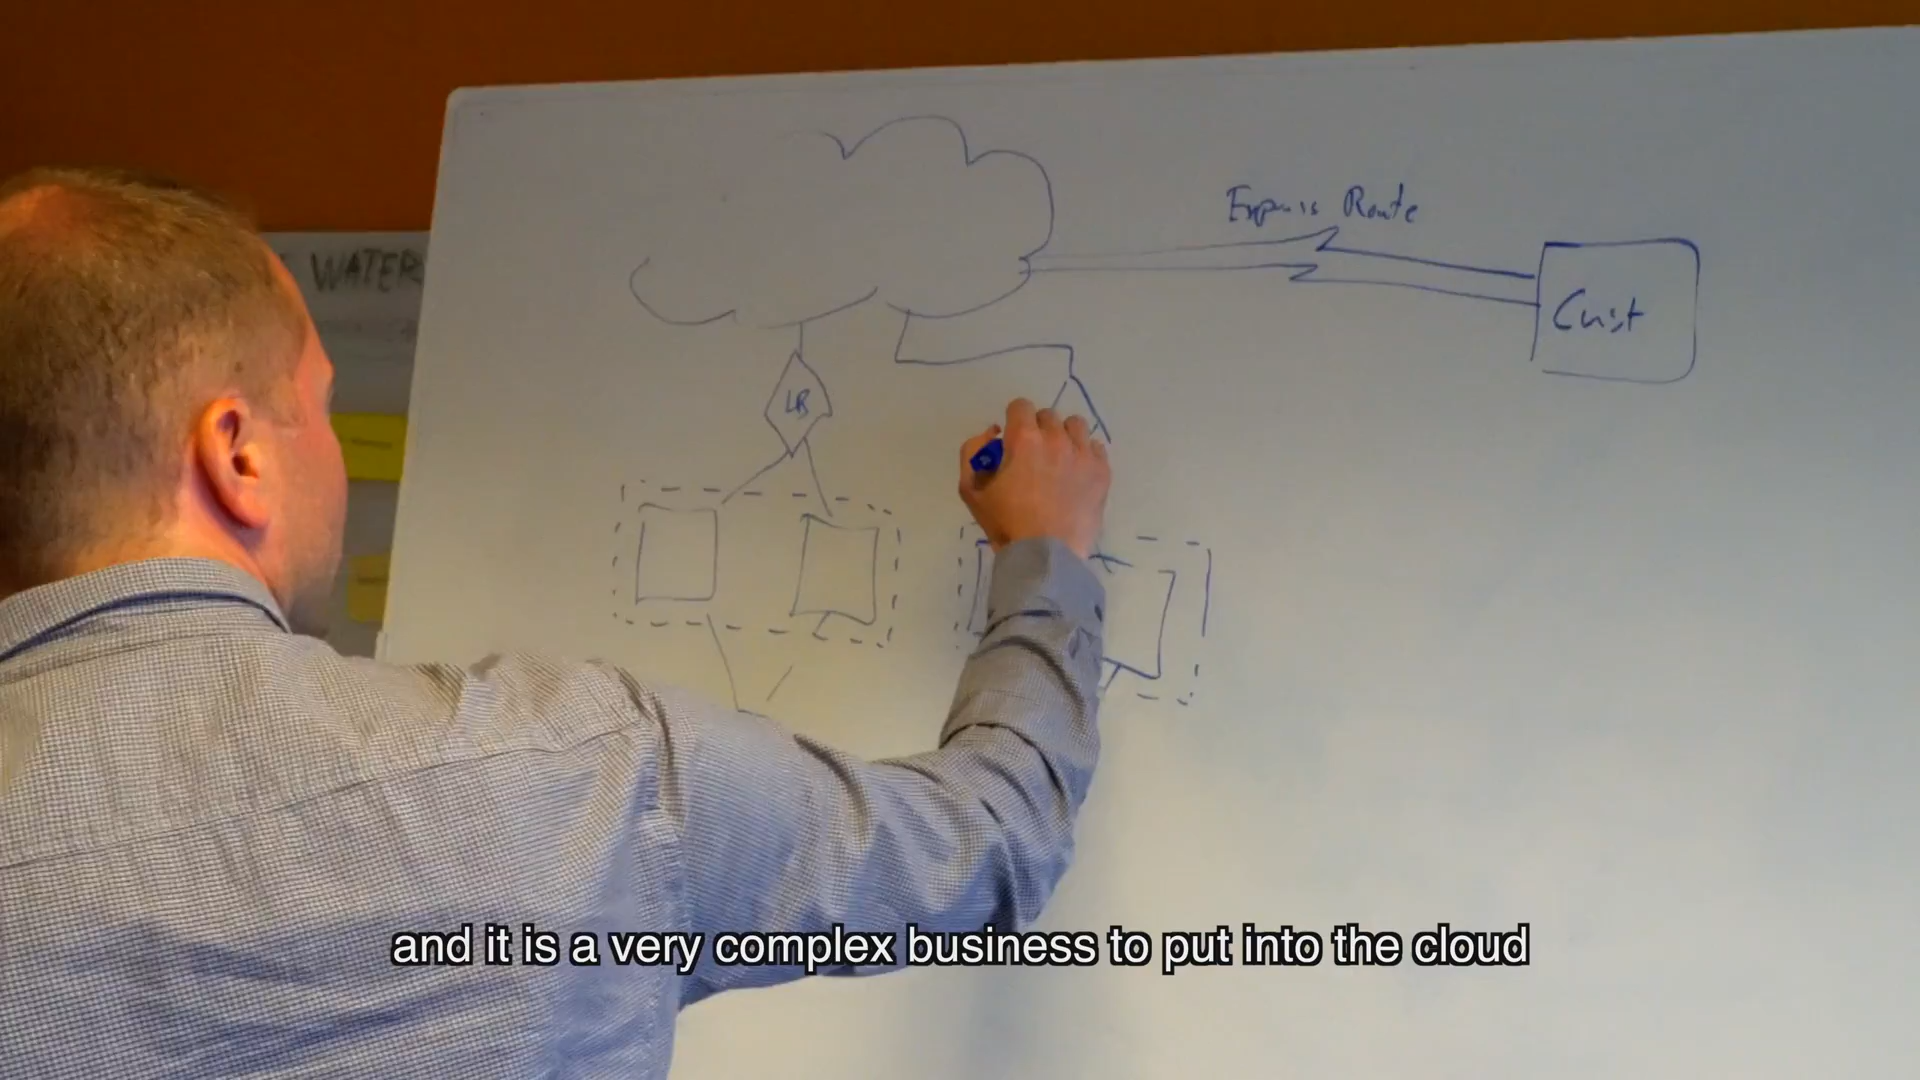 WATER
Express Route
Cust
LB
and it is a very complex business to put into the cloud